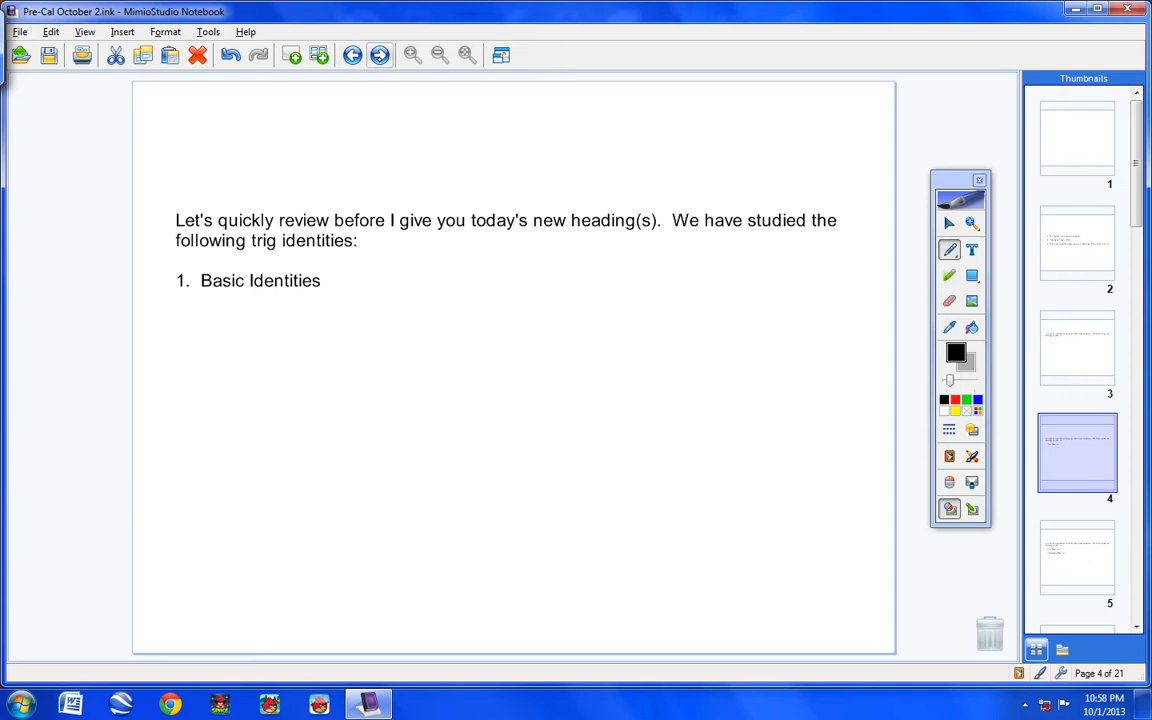 Pre-Cal October 2.ink - MimioStudio Notebook
File Edit View Insert Format Tools Help
Thumbnails
Let's quickly review before I give you today's new heading(s). We have studied the
following trig identities:
1. Basic Identities
1
2
3
4
5
Page 4 of 21
10:58 PM
10/1/2013